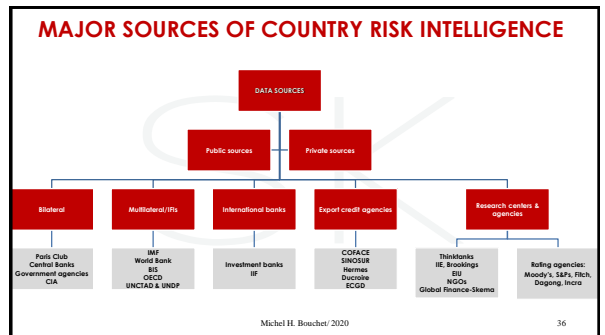 MAJOR SOURCES OF COUNTRY RISK INTELLIGENCE
DATA SOURCES
Public sources
Private sources
Bilateral
Multilateral/IFIs
International banks
Export credit agencies
Research centers &
agencies
Paris Club
Central Banks
Government agencies
CIA
IMF
World Bank
BIS
OECD
UNCTAD & UNDP
Investment banks
IIF
COFACE
SINOSUR
Hermes
Ducroire
ECGD
Thinktanks
IIE, Brookings
EIU
NGOs
Global Finance-Skema
Rating agencies:
Moody's, S&Ps, Fitch,
Dagong, Incra
Michel H. Bouchet/ 2020
36